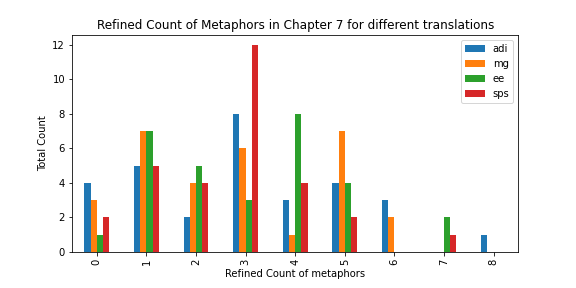 Refined Count of Metaphors in Chapter 7 for different translations
12
10
8
6
4
2
0
Total Count
adi
mg
ee
sps
0 1 2 3 4 5 6 7 8
Refined Count of metaphors